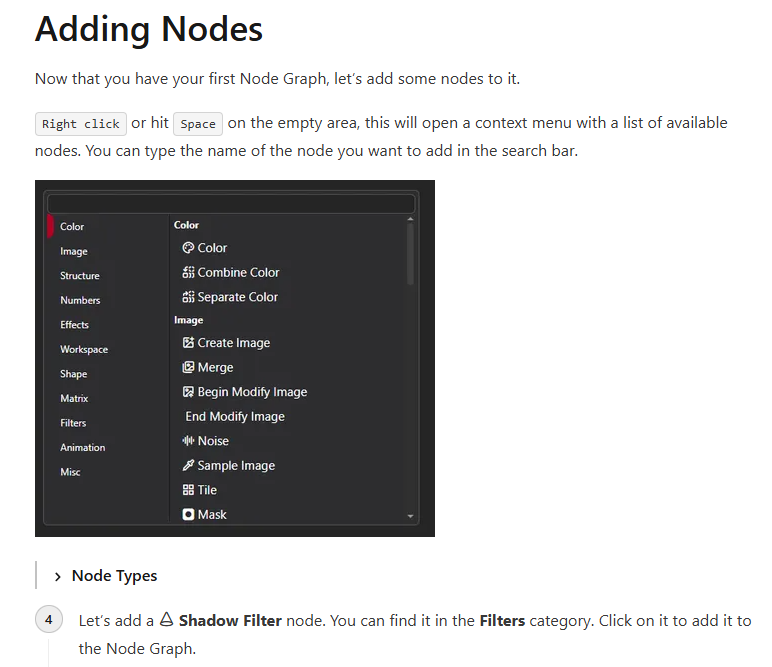 Adding Nodes
Now that you have your first Node Graph, let’s add some nodes to it.
Right click or hit Space on the empty area, this will open a context menu with a list of available
nodes. You can type the name of the node you want to add in the search bar.
Color
Image
Structure
Numbers
Effects
Workspace
Shape
Matrix
Filters
Animation
Misc
Color
Color
Combine Color
Separate Color
Image
Create Image
Merge
Begin Modify Image
End Modify Image
Noise
Sample Image
Tile
Mask
Node Types
4
Let’s add a Shadow Filter node. You can find it in the Filters category. Click on it to add it to
the Node Graph.